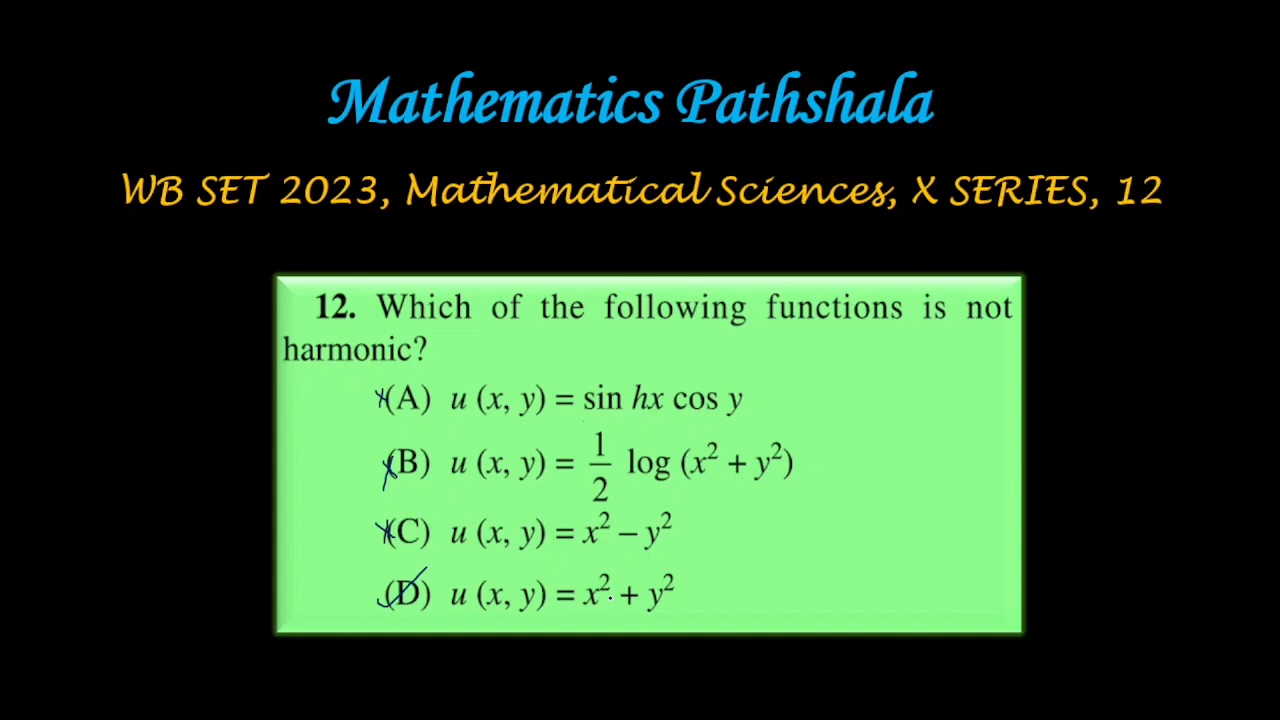 Mathematics Pathshala
WB SET 2023, Mathematical Sciences, X SERIES, 12
12. Which of the following functions is not
harmonic?
(A) u (x, y) = sin hx cos y
(B) u (x, y) = 1/2 log (x² + y²)
(C) u (x, y) = x² – y²
(D) u (x, y) = x² + y²